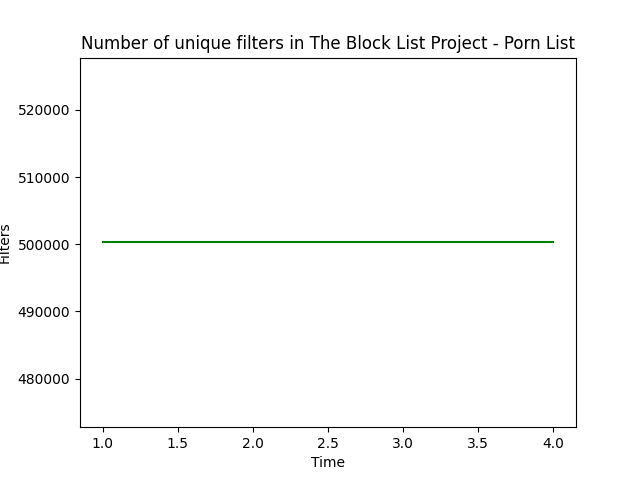 Number of unique filters in The Block List Project - Porn List
520000
510000
500000
490000
480000
Filters
1.0 1.5 2.0 2.5 3.0 3.5 4.0
Time